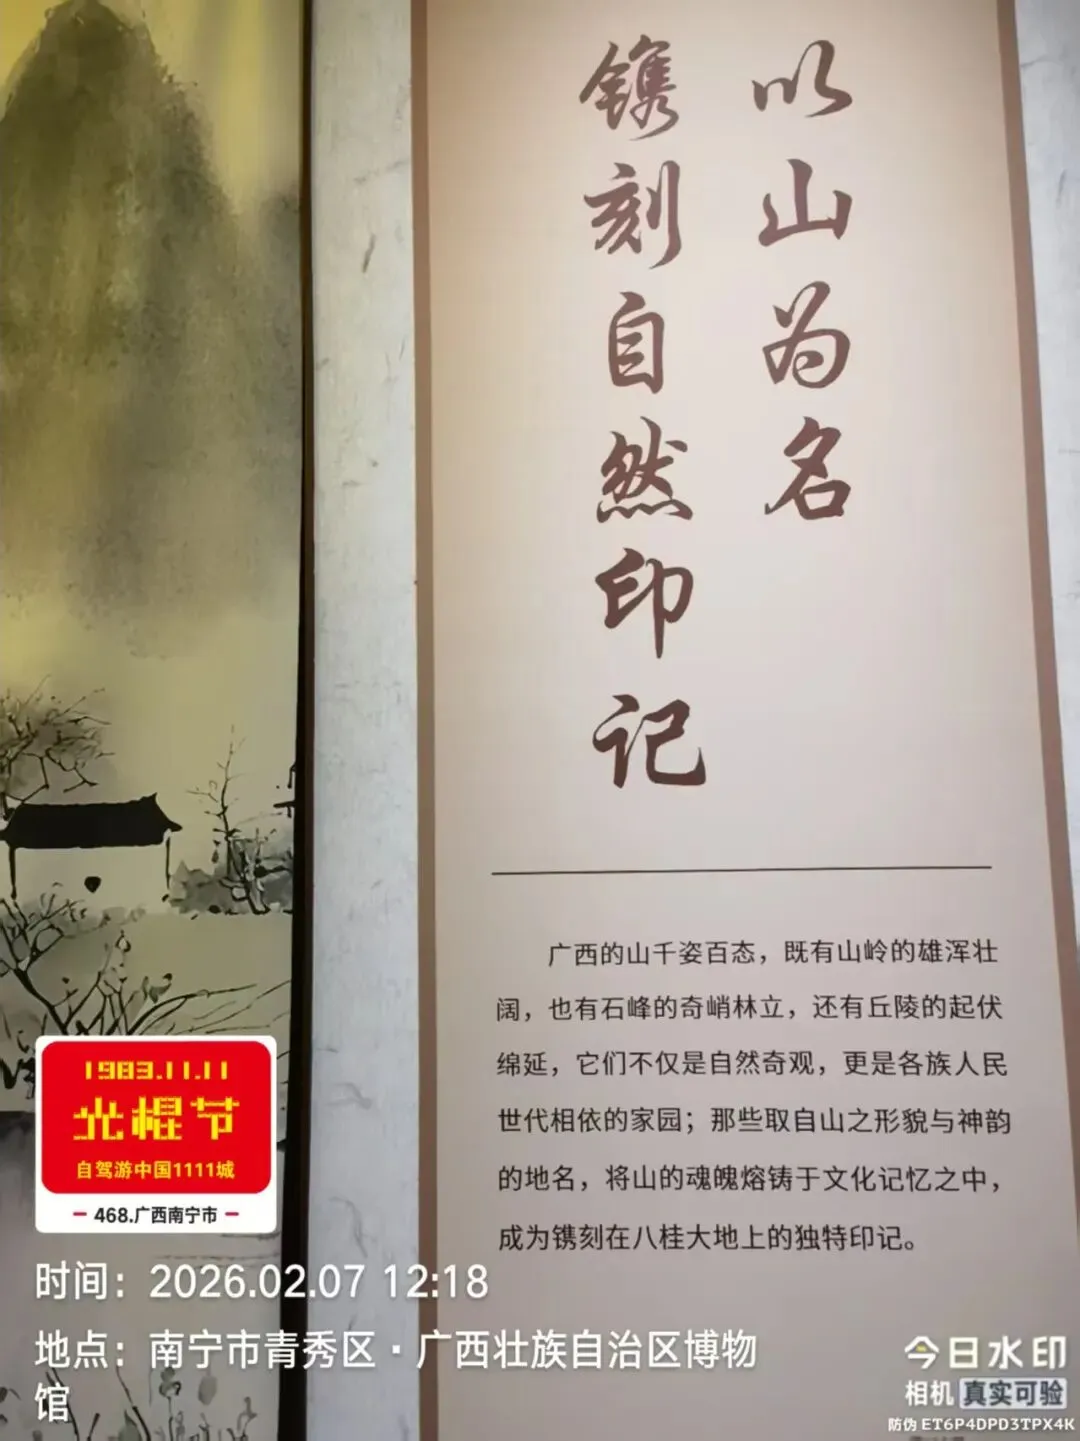 以山为名
镌刻自然印记
广西的山千姿百态，既有山岭的雄浑壮
阔，也有石峰的奇峭林立，还有丘陵的起伏
绵延，它们不仅是自然奇观，更是各族人民
世代相依的家园；那些取自山之形貌与神韵
的地名，将山的魂魄熔铸于文化记忆之中，
成为镌刻在八桂大地上的独特印记。
1983.11.11
光棍节
自驾游中国1111城
468.广西南宁市
时间：2026.02.07 12:18
地点：南宁市青秀区·广西壮族自治区博物
馆
今日水印
相机 真实可验
防伪 ET6P4DPD3TPX4K